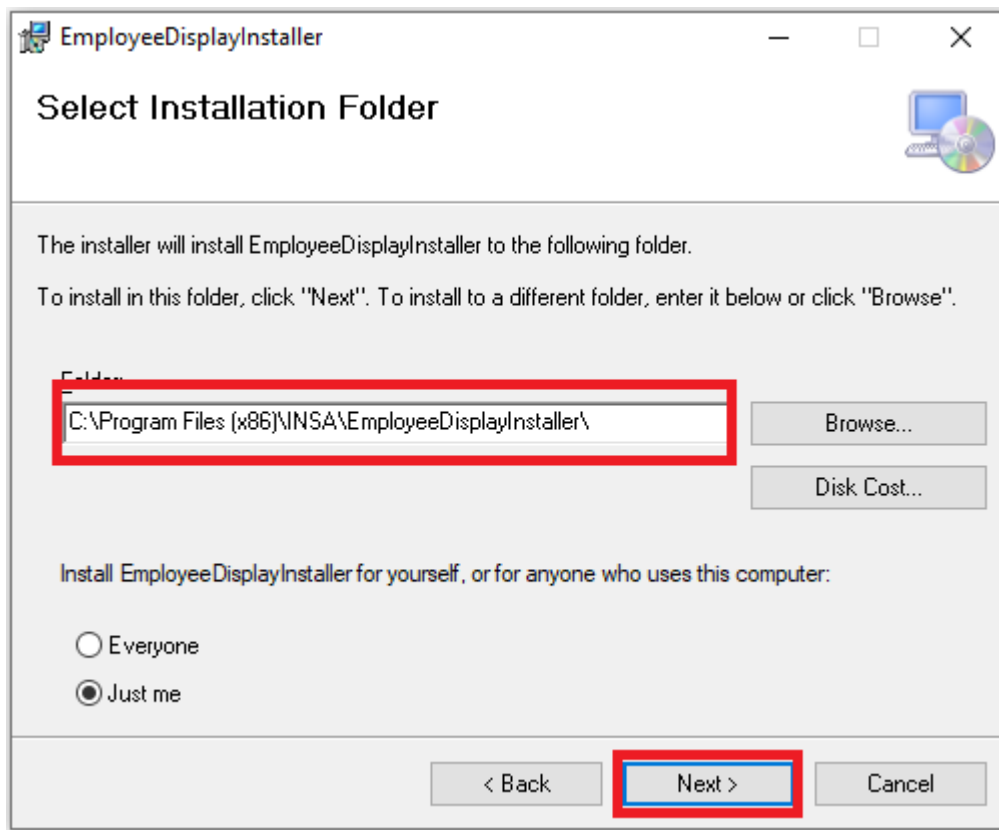 EmployeeDisplayInstaller
Select Installation Folder
The installer will install EmployeeDisplayInstaller to the following folder.
To install in this folder, click "Next". To install to a different folder, enter it below or click "Browse".
Folder:
C:\Program Files (x86)\INSA\EmployeeDisplayInstaller\
Browse...
Disk Cost...
Install EmployeeDisplayInstaller for yourself, or for anyone who uses this computer:
Everyone
Just me
< Back
Next >
Cancel